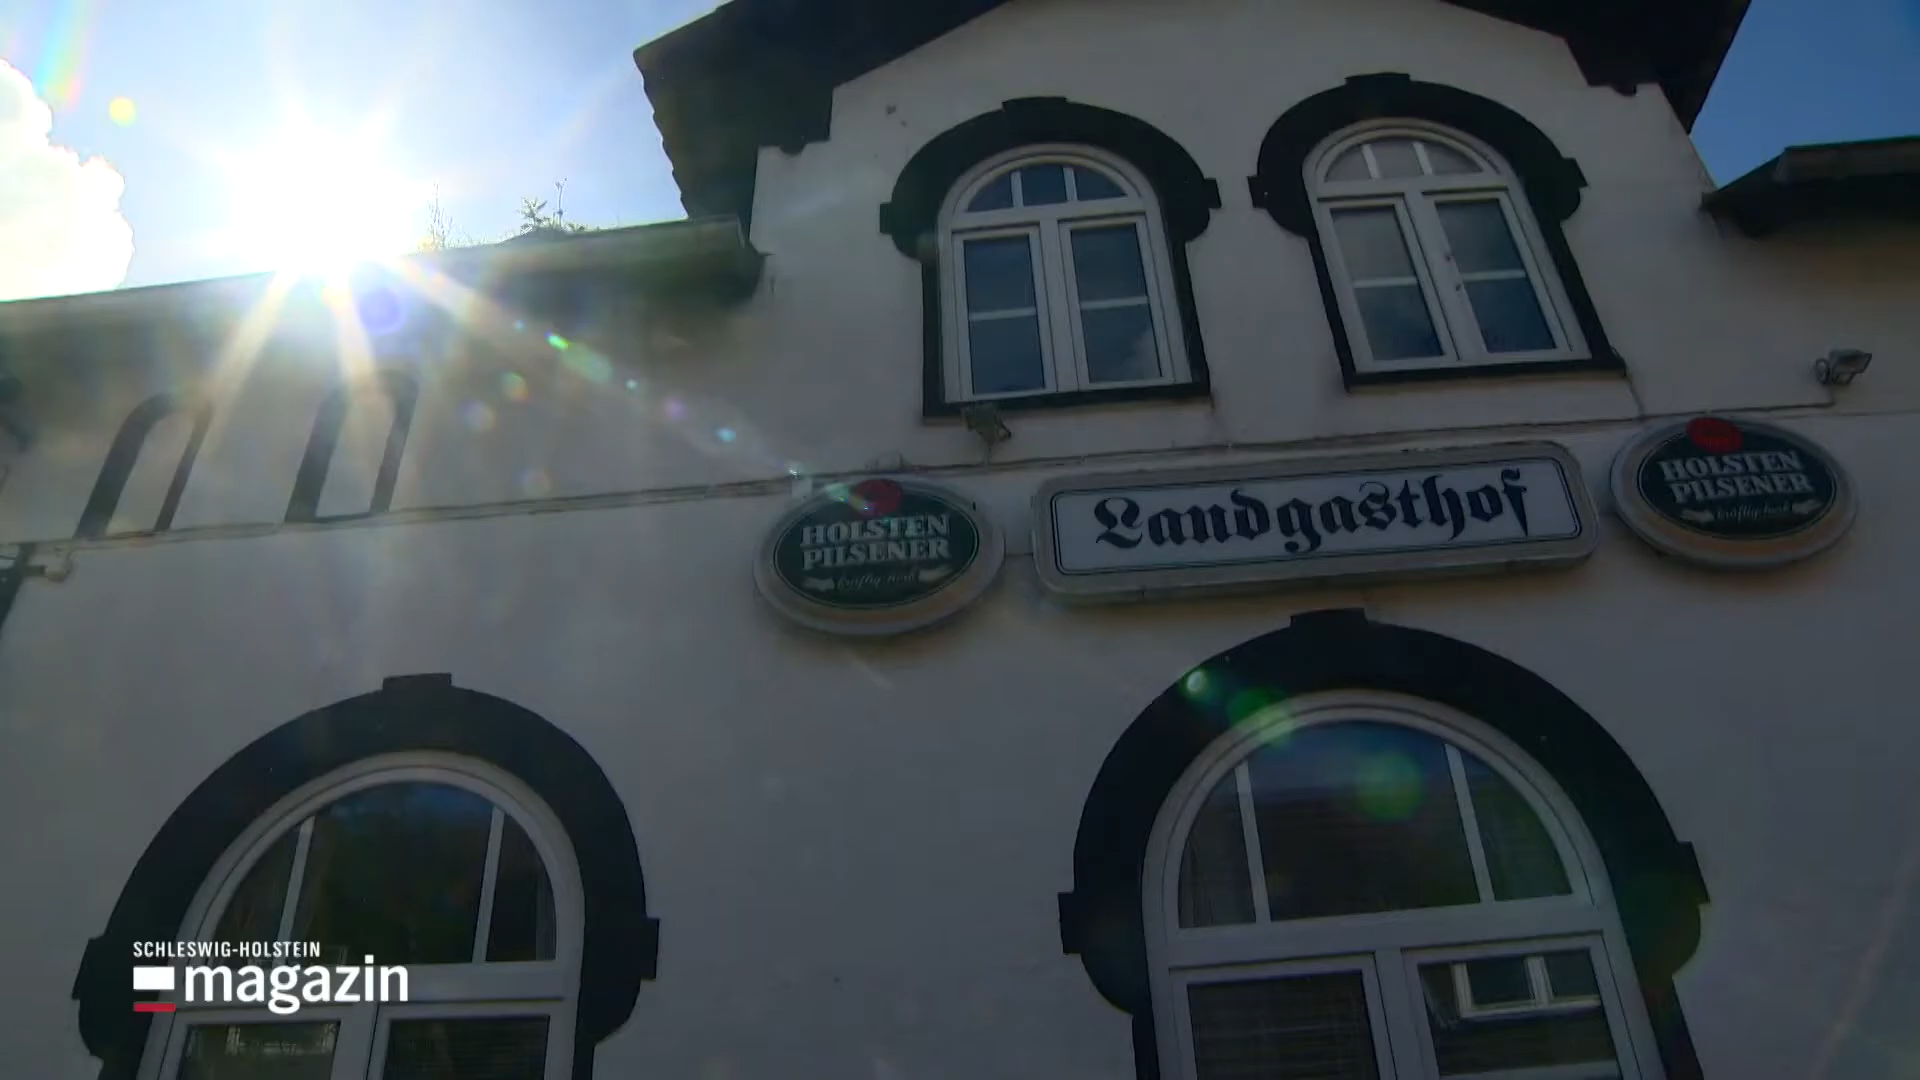 HOLSTEN
PILSENER
Landgasthof
HOLSTEN
PILSENER
SCHLESWIG-HOLSTEIN
magazin